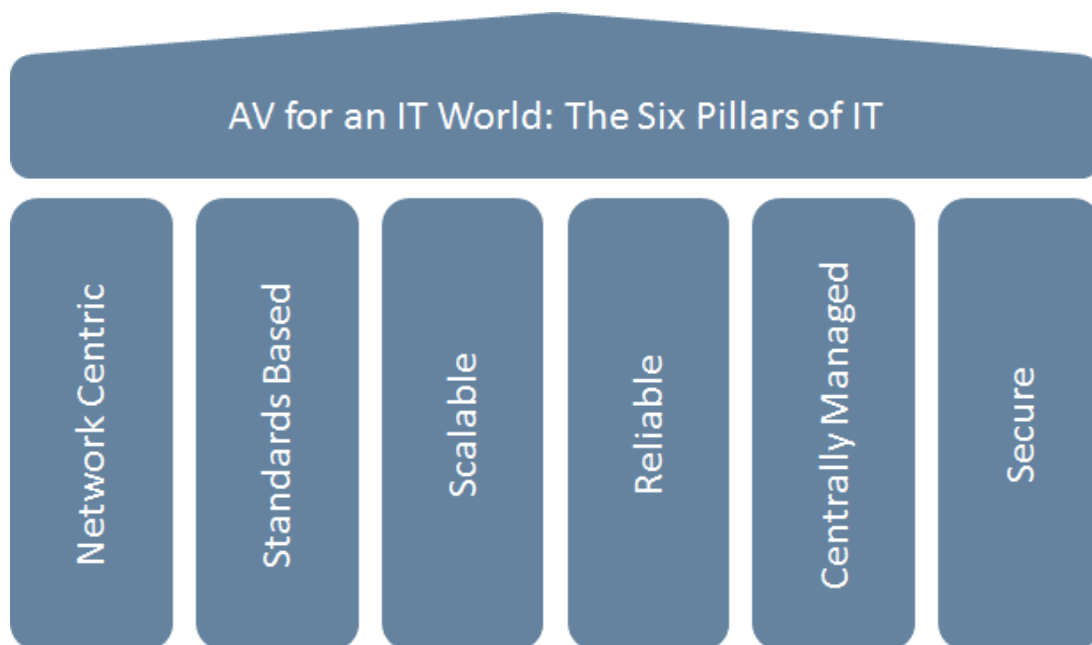 AV for an IT World: The Six Pillars of IT
Network Centric
Standards Based
Scalable
Reliable
Centrally Managed
Secure